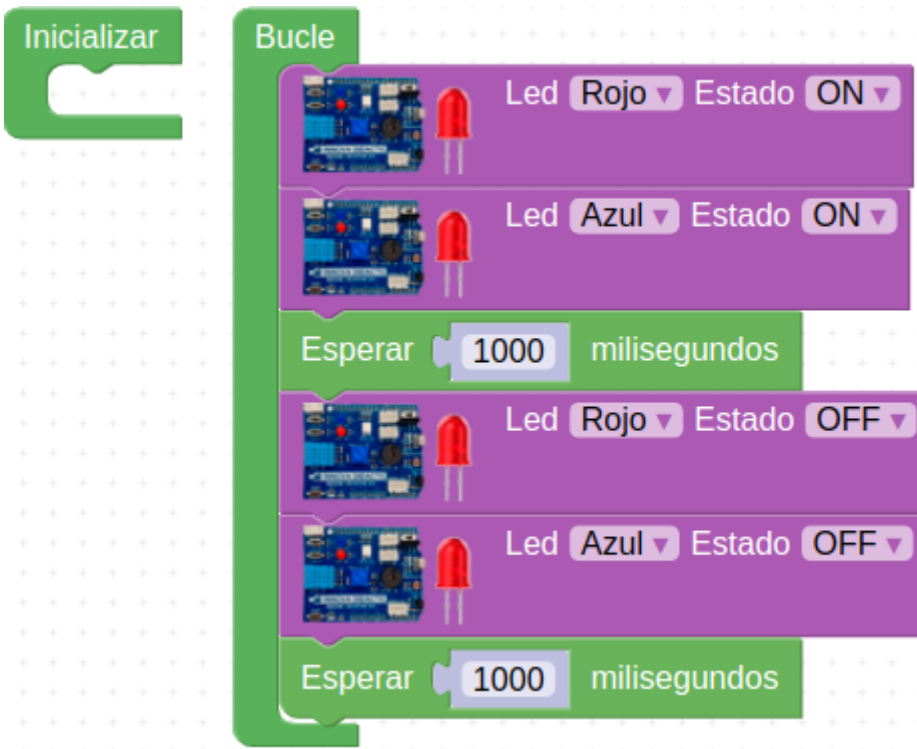 Inicializar
Bucle
Led Rojo Estado ON
Led Azul Estado ON
Esperar 1000 milisegundos
Led Rojo Estado OFF
Led Azul Estado OFF
Esperar 1000 milisegundos